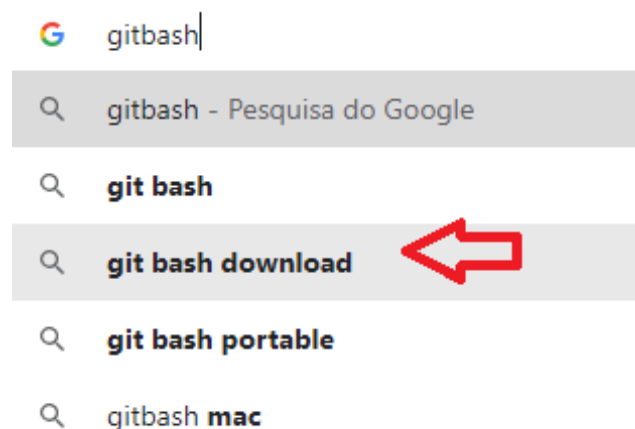 gitbash
gitbash - Pesquisa do Google
git bash
git bash download
git bash portable
gitbash mac